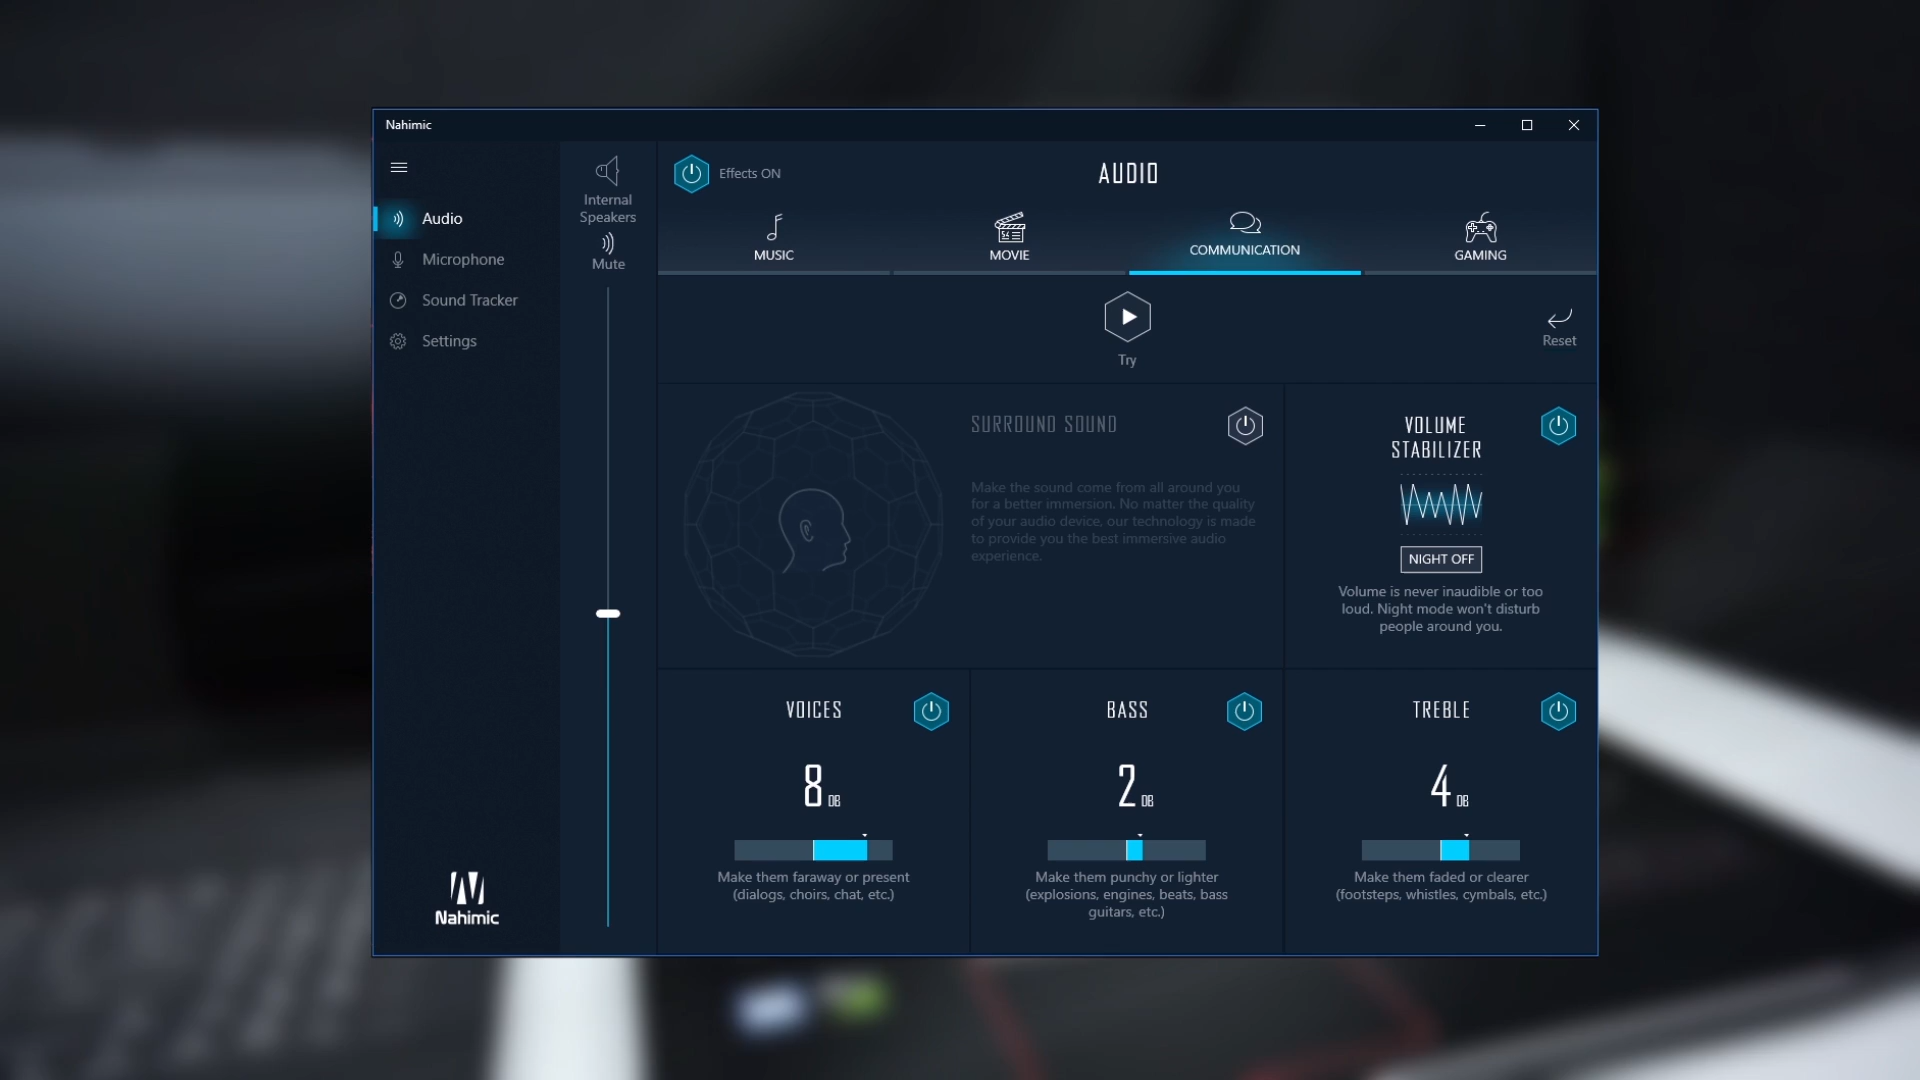 Nahimic
Audio
Microphone
Sound Tracker
Settings
Nahimic
Internal
Speakers
Mute
Effects ON
AUDIO
MUSIC
MOVIE
COMMUNICATION
GAMING
Try
Reset
SURROUND SOUND
Make the sound come from all around you
for a better immersion. No matter the quality
of your audio device, our technology is made
to provide you the best immersive audio
experience.
VOLUME
STABILIZER
NIGHT OFF
Volume is never inaudible or too
loud. Night mode won't disturb
people around you.
VOICES
8 DB
Make them faraway or present
(dialogs, choirs, chat, etc.)
BASS
2 DB
Make them punchy or lighter
(explosions, engines, beats, bass
guitars, etc.)
TREBLE
4 DB
Make them faded or clearer
(footsteps, whistles, cymbals, etc.)